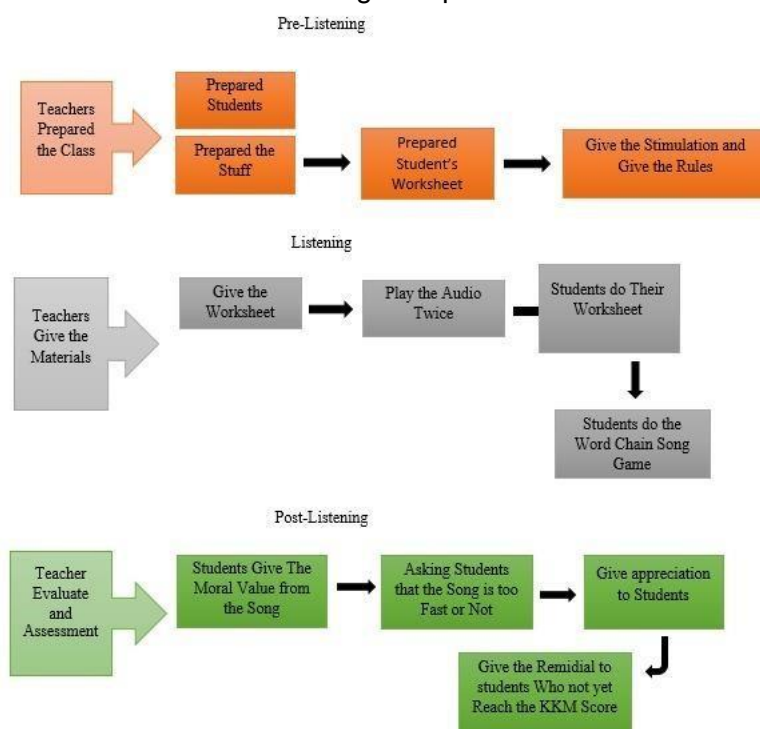 Pre-Listening
Teachers
Prepared
the Class
Prepared
Students
Prepared the
Stuff
Prepared
Student's
Worksheet
Give the Stimulation and
Give the Rules
Listening
Teachers
Give the
Materials
Give the
Worksheet
Play the Audio
Twice
Students do Their
Worksheet
Students do the
Word Chain Song
Game
Post-Listening
Teacher
Evaluate
and
Assessment
Students Give The
Moral Value from
the Song
Asking Students
that the Song is too
Fast or Not
Give appreciation
to Students
Give the Remidial to
students Who not yet
Reach the KKM Score